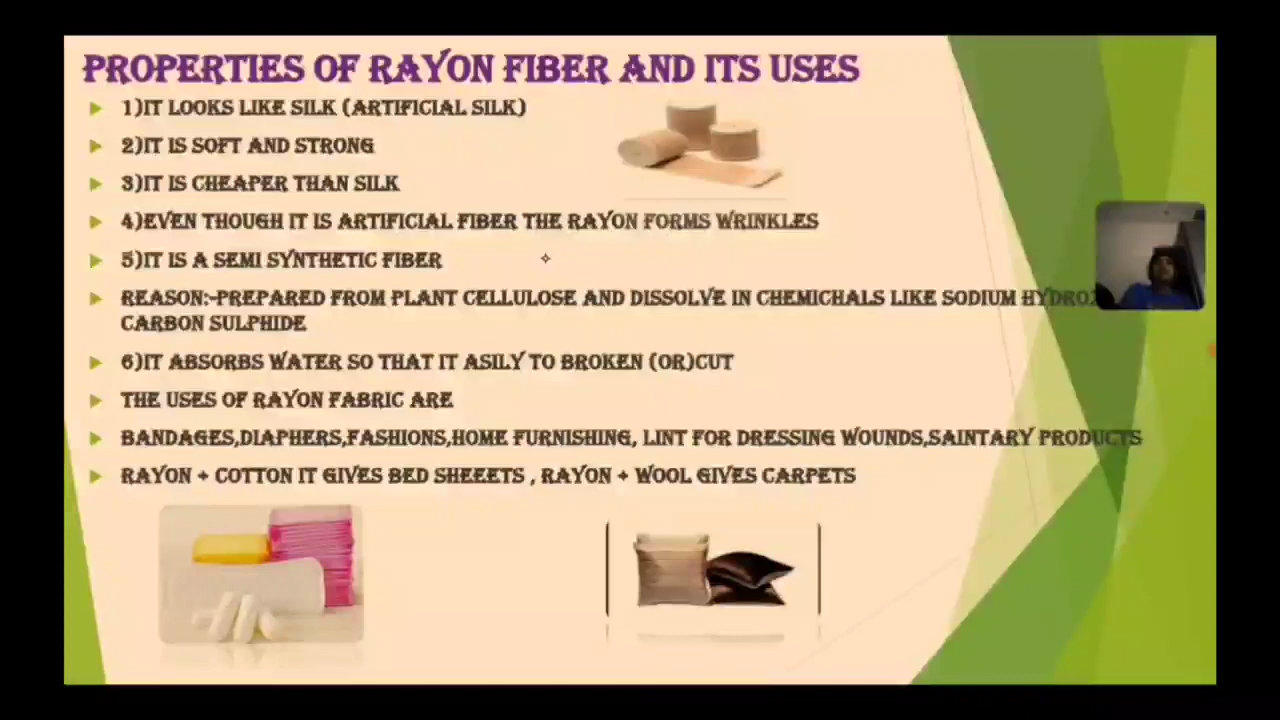 PROPERTIES OF RAYON FIBER AND ITS USES
1)IT LOOKS LIKE SILK (ARTIFICIAL SILK)
2)IT IS SOFT AND STRONG
3)IT IS CHEAPER THAN SILK
4)EVEN THOUGH IT IS ARTIFICIAL FIBER THE RAYON FORMS WRINKLES
5)IT IS A SEMI SYNTHETIC FIBER
REASON:-PREPARED FROM PLANT CELLULOSE AND DISSOLVE IN CHEMICHALS LIKE SODIUM
CARBON SULPHIDE
6)IT ABSORBS WATER SO THAT IT ASILY TO BROKEN (OR)CUT
THE USES OF RAYON FABRIC ARE
BANDAGES,DIAPHERS,FASHIONS,HOME FURNISHING, LINT FOR DRESSING WOUNDS,SAINTARY PRODUCTS
RAYON + COTTON IT GIVES BED SHEEETS , RAYON + WOOL GIVES CARPETS